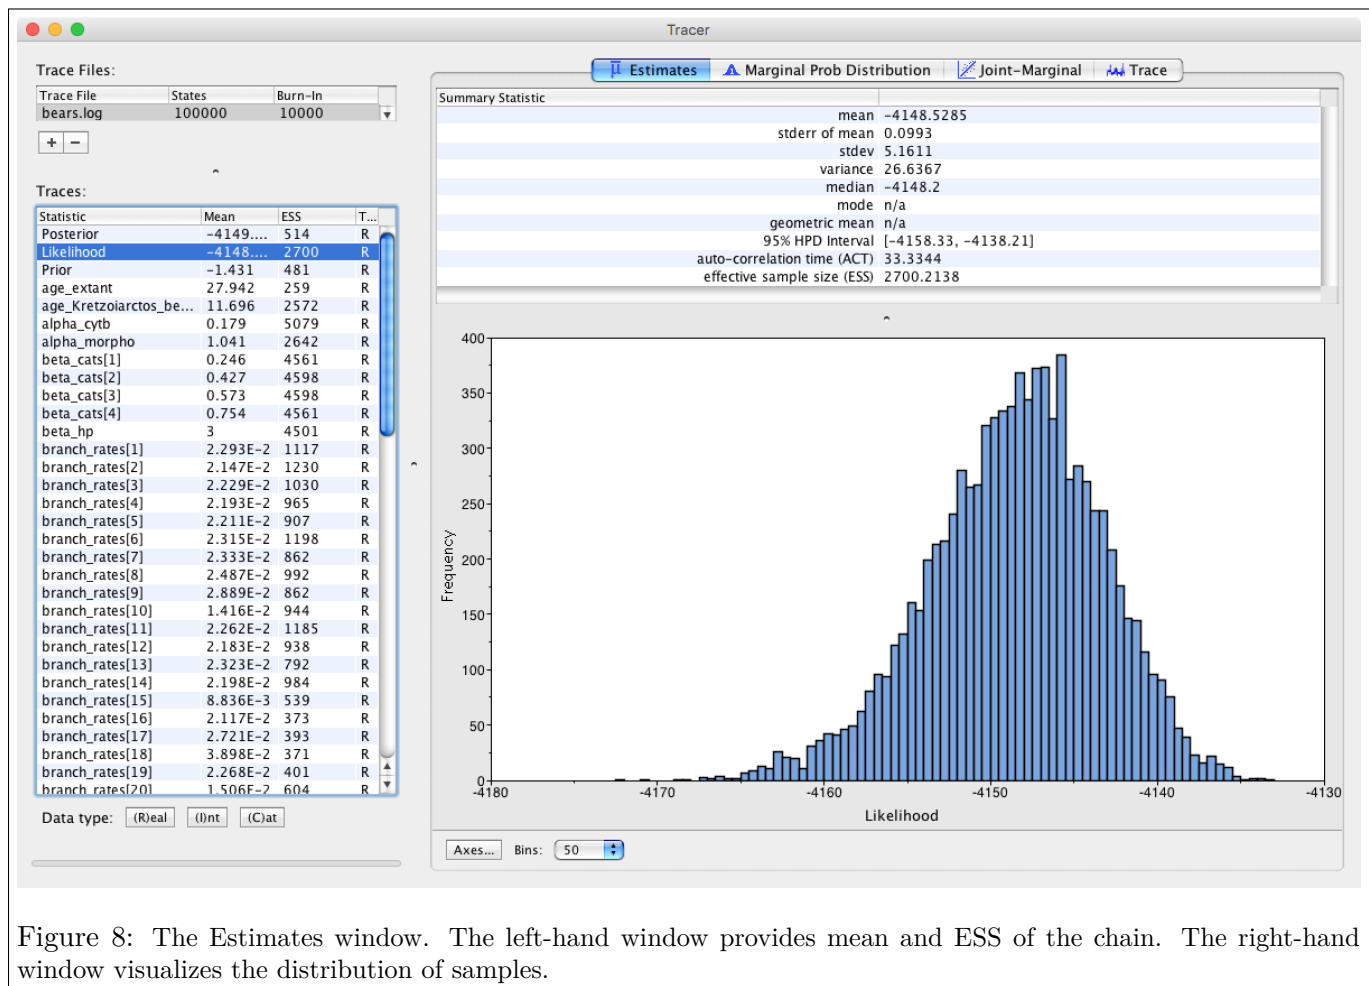 Tracer
Trace Files:
Trace File States Burn-In
bears.log 100000 10000
+ −
Traces:
Statistic Mean ESS T...
Posterior -4149.... 514 R
Likelihood -4148.... 2700 R
Prior -1.431 481 R
age_extant 27.942 259 R
age_Kretzoiarctos_be... 11.696 2572 R
alpha_cytb 0.179 5079 R
alpha_morpho 1.041 2642 R
beta_cats[1] 0.246 4561 R
beta_cats[2] 0.427 4598 R
beta_cats[3] 0.573 4598 R
beta_cats[4] 0.754 4561 R
beta_hp 3 4501 R
branch_rates[1] 2.293E-2 1117 R
branch_rates[2] 2.147E-2 1230 R
branch_rates[3] 2.229E-2 1030 R
branch_rates[4] 2.193E-2 965 R
branch_rates[5] 2.211E-2 907 R
branch_rates[6] 2.315E-2 1198 R
branch_rates[7] 2.333E-2 862 R
branch_rates[8] 2.487E-2 992 R
branch_rates[9] 2.889E-2 862 R
branch_rates[10] 1.416E-2 944 R
branch_rates[11] 2.262E-2 1185 R
branch_rates[12] 2.183E-2 938 R
branch_rates[13] 2.323E-2 792 R
branch_rates[14] 2.198E-2 984 R
branch_rates[15] 8.836E-3 539 R
branch_rates[16] 2.117E-2 373 R
branch_rates[17] 2.721E-2 393 R
branch_rates[18] 3.898E-2 371 R
branch_rates[19] 2.268E-2 401 R
branch_rates[20] 1.506E-2 604 R
Data type: (R)eal (I)nt (C)at
μ Estimates Marginal Prob Distribution Joint-Marginal Trace
Summary Statistic
mean -4148.5285
stderr of mean 0.0993
stdev 5.1611
variance 26.6367
median -4148.2
mode n/a
geometric mean n/a
95% HPD Interval [-4158.33, -4138.21]
auto-correlation time (ACT) 33.3344
effective sample size (ESS) 2700.2138
400
350
300
250
200
150
100
50
0
Frequency
-4180 -4170 -4160 -4150 -4140 -4130
Likelihood
Axes... Bins: 50
Figure 8: The Estimates window. The left-hand window provides mean and ESS of the chain. The right-hand
window visualizes the distribution of samples.